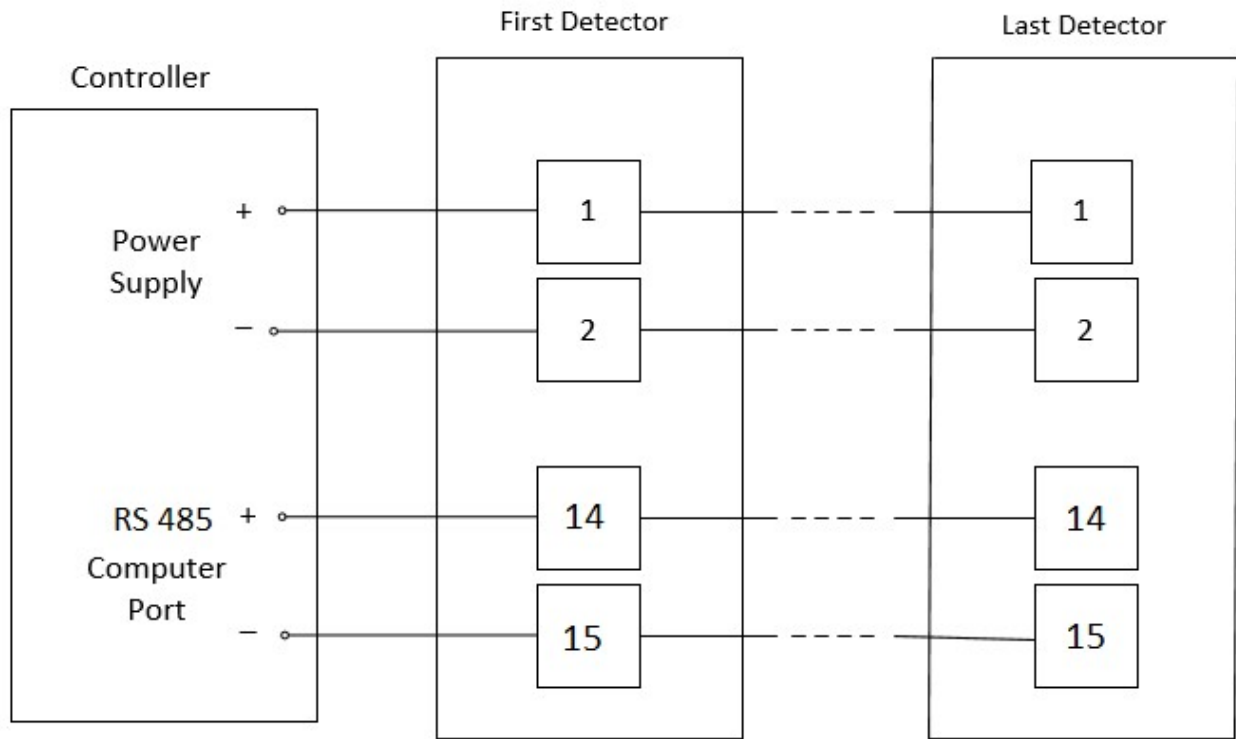 First Detector
Last Detector
Controller
+
1
1
Power
Supply
–
2
2
RS 485
+
14
14
Computer
Port
–
15
15